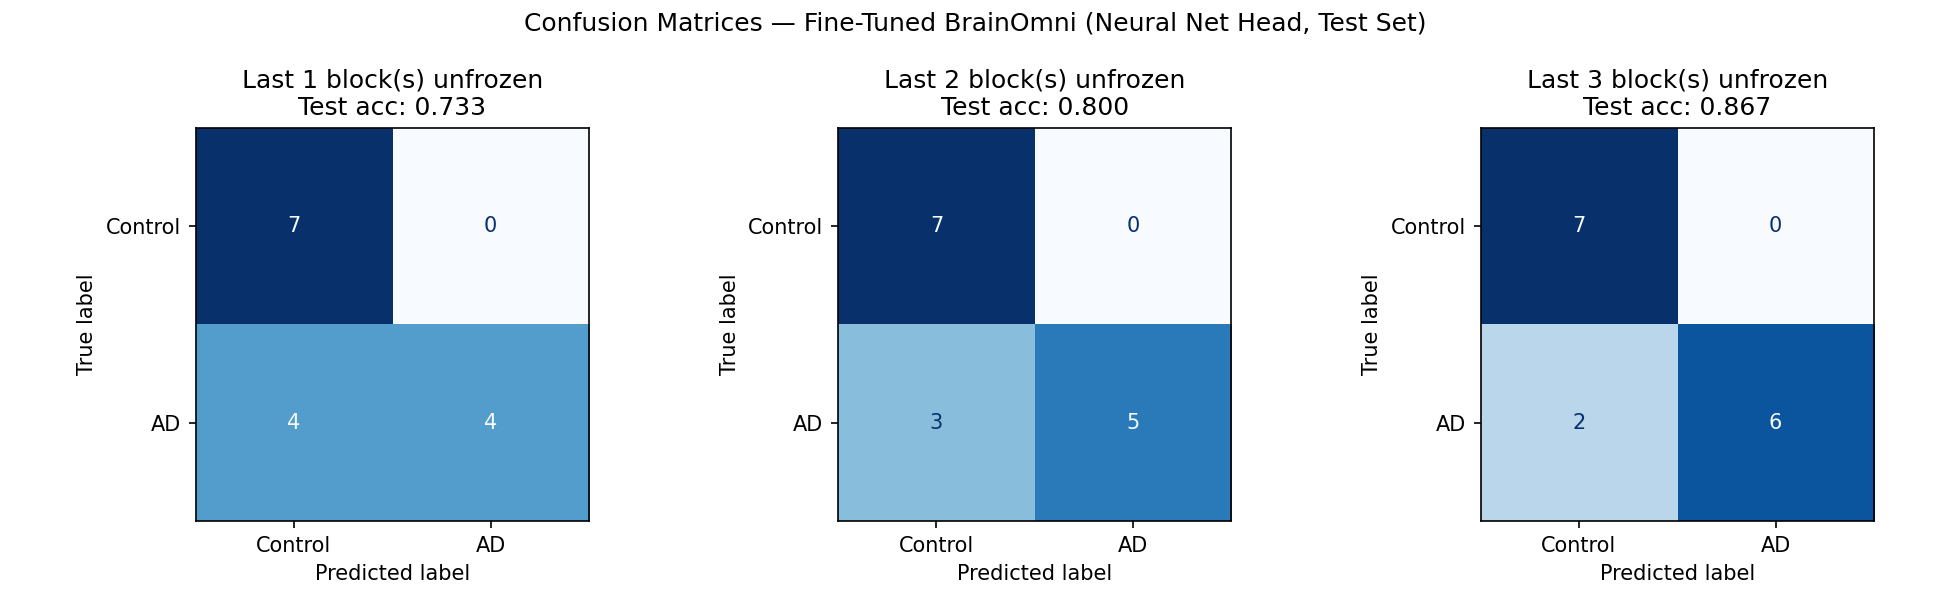 Confusion Matrices — Fine-Tuned BrainOmni (Neural Net Head, Test Set)
Last 1 block(s) unfrozen
Test acc: 0.733
Control
AD
True label
7
0
4
4
Control
AD
Predicted label
Last 2 block(s) unfrozen
Test acc: 0.800
Control
AD
True label
7
0
3
5
Control
AD
Predicted label
Last 3 block(s) unfrozen
Test acc: 0.867
Control
AD
True label
7
0
2
6
Control
AD
Predicted label